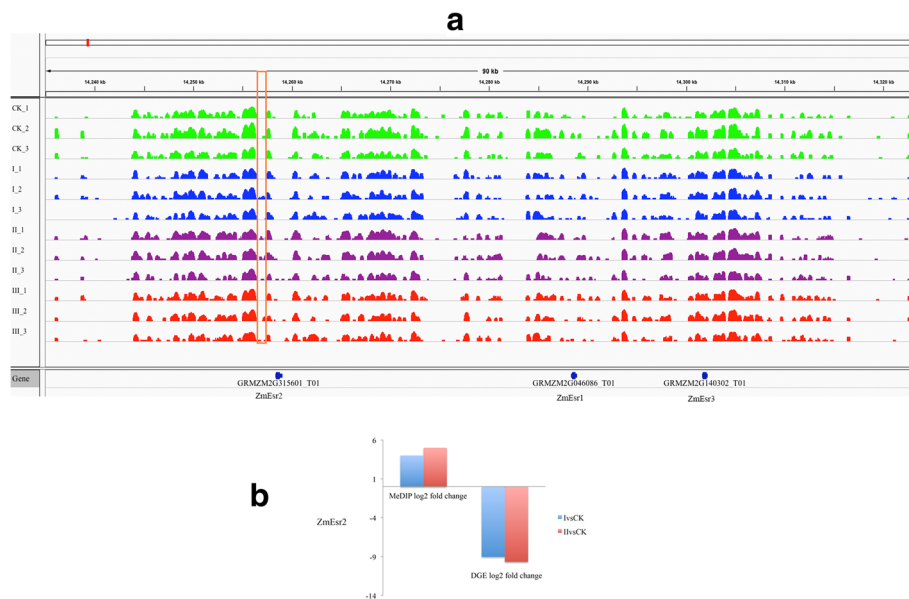 a
90 kb
14,240 kb 14,250 kb 14,260 kb 14,270 kb 14,280 kb 14,290 kb 14,300 kb 14,310 kb 14,320 kb
CK_1
CK_2
CK_3
I_1
I_2
I_3
II_1
II_2
II_3
III_1
III_2
III_3
Gene
GRMZM2G315601_T01 GRMZM2G046086_T01 GRMZM2G140302_T01
ZmEsr2 ZmEsr1 ZmEsr3
b
6
1
MeDIP log2 fold change
ZmEsr2
-4
IvsCK
IIvsCK
-9
DGE log2 fold change
-14